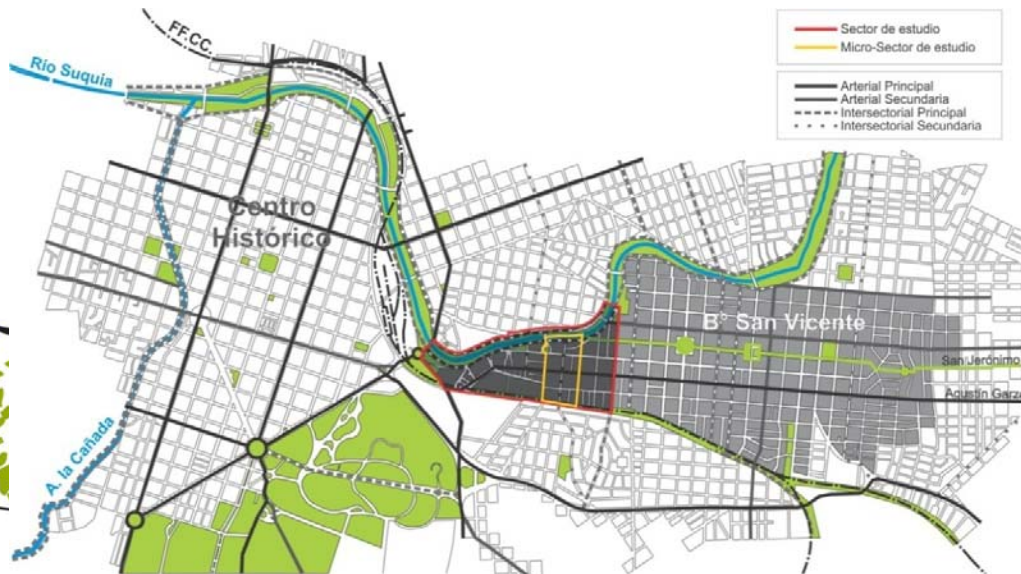 FF.CC.
Río Suquía
Sector de estudio
Micro-Sector de estudio
Arterial Principal
Arterial Secundaria
Intersectorial Principal
Intersectorial Secundaria
Centro
Histórico
B° San Vicente
San Jerónimo
Agustín Garz
A. la Cañada